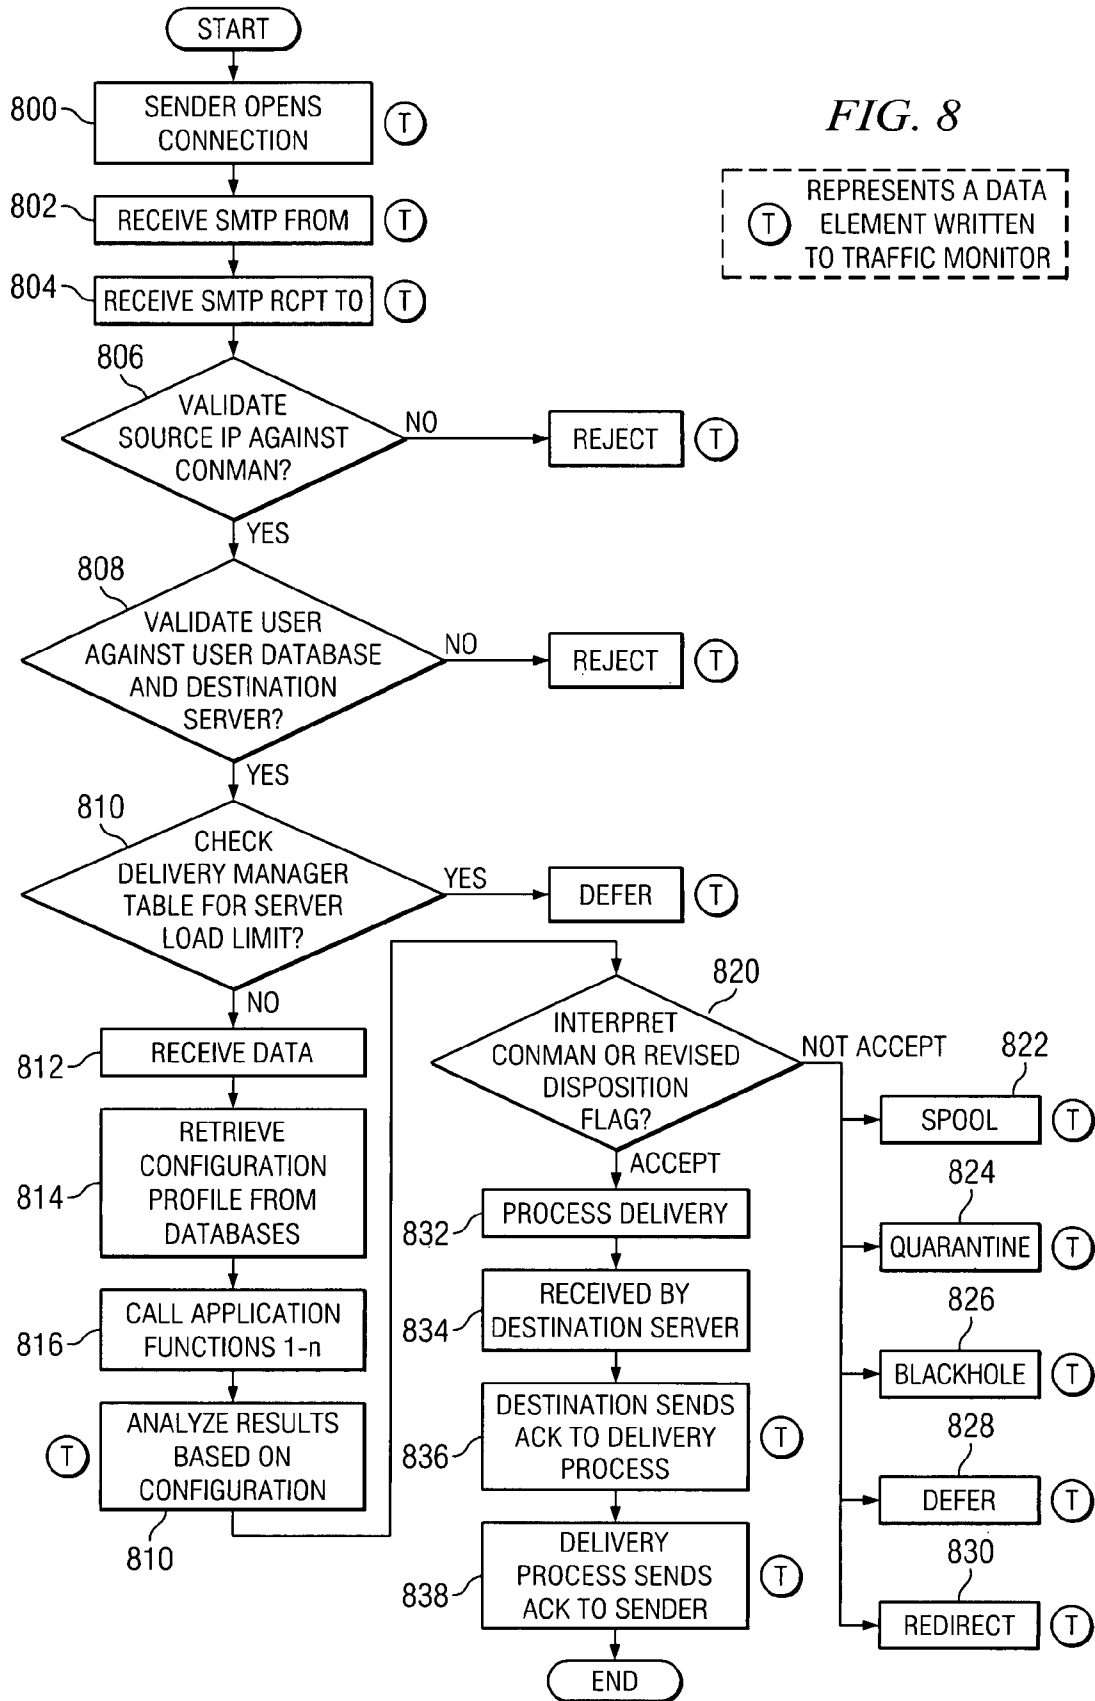 START
800
SENDER OPENS
CONNECTION
T
FIG. 8
T
REPRESENTS A DATA
ELEMENT WRITTEN
TO TRAFFIC MONITOR
802
RECEIVE SMTP FROM
T
804
RECEIVE SMTP RCPT TO
T
806
VALIDATE
SOURCE IP AGAINST
CONMAN?
NO
REJECT
T
YES
808
VALIDATE USER
AGAINST USER DATABASE
AND DESTINATION
SERVER?
NO
REJECT
T
YES
810
CHECK
DELIVERY MANAGER
TABLE FOR SERVER
LOAD LIMIT?
YES
DEFER
T
NO
812
RECEIVE DATA
814
RETRIEVE
CONFIGURATION
PROFILE FROM
DATABASES
816
CALL APPLICATION
FUNCTIONS 1-n
T
ANALYZE RESULTS
BASED ON
CONFIGURATION
810
820
INTERPRET
CONMAN OR REVISED
DISPOSITION
FLAG?
NOT ACCEPT
ACCEPT
822
SPOOL
T
824
QUARANTINE
T
826
BLACKHOLE
T
828
DEFER
T
830
REDIRECT
T
832
PROCESS DELIVERY
834
RECEIVED BY
DESTINATION SERVER
836
DESTINATION SENDS
ACK TO DELIVERY
PROCESS
T
838
DELIVERY
PROCESS SENDS
ACK TO SENDER
T
END